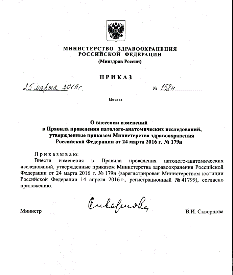 МИНИСТЕРСТВО ЗДРАВООХРАНЕНИЯ
РОССИЙСКОЙ ФЕДЕРАЦИИ
(Минздрав России)
ПРИКАЗ
25 марта
№
Москва
О внесении изменений
в Правила проведения патолого-анатомических исследований,
утвержденные приказом Министерства здравоохранения
Российской Федерации от 24 марта 2016 г. № 179н
Приказываю:
Внести изменения в Правила проведения патолого-анатомических
исследований, утвержденные приказом Министерства здравоохранения Российской
Федерации от 24 марта 2016 г. № 179н (зарегистрирован Министерством юстиции
Российской Федерации 14 апреля 2016 г., регистрационный № 41799), согласно
приложению.
Министр
В.И. Скворцова